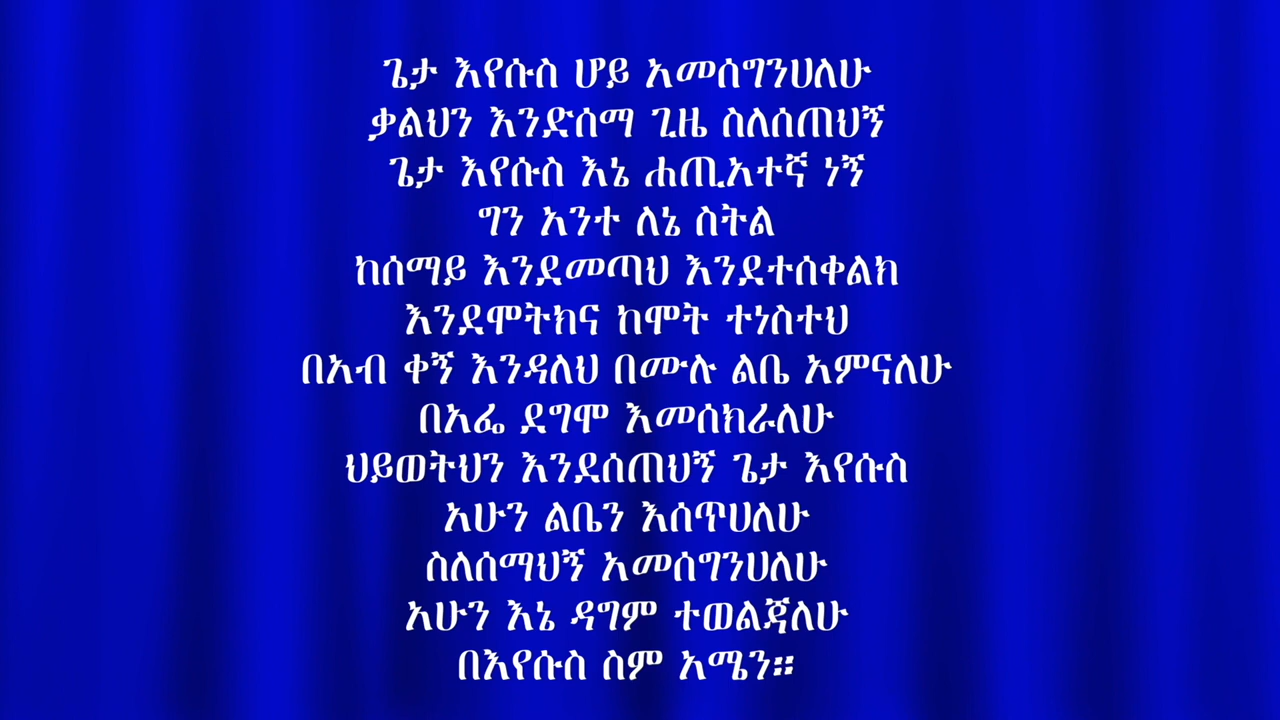 ጌታ እየሱስ ሆይ አመሰግንሀለሁ
ቃልህን እንድሰማ ጊዜ ስለሰጠህኝ
ጌታ እየሱስ እኔ ሐጢአተኛ ነኝ
ግን አንተ ለኔ ስትል
ከሰማይ እንደመጣህ እንደተሰቀልክ
እንደሞትክና ከሞት ተነስተህ
በአብ ቀኝ እንዳለህ በሙሉ ልቤ አምናለሁ
በአፌ ደግሞ እመሰክራለሁ
ህይወትህን እንደሰጠህኝ ጌታ እየሱስ
አሁን ልቤን እሰጥሀለሁ
ስለሰማህኝ አመሰግንሀለሁ
አሁን እኔ ዳግም ተወልጃለሁ
በእየሱስ ስም አሜን።